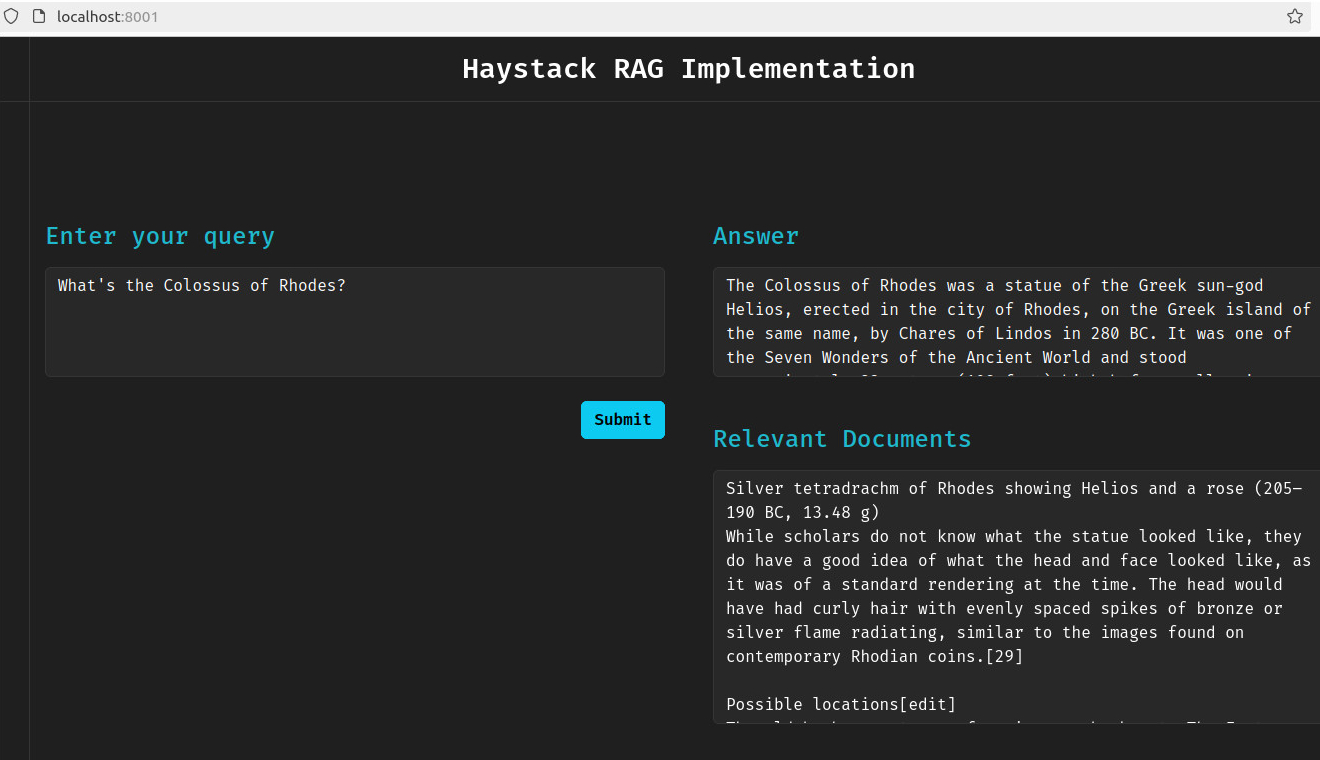 localhost:8001
Haystack RAG Implementation
Enter your query
What's the Colossus of Rhodes?
Submit
Answer
The Colossus of Rhodes was a statue of the Greek sun-god
Helios, erected in the city of Rhodes, on the Greek island of
the same name, by Chares of Lindos in 280 BC. It was one of
the Seven Wonders of the Ancient World and stood
Relevant Documents
Silver tetradrachm of Rhodes showing Helios and a rose (205–
190 BC, 13.48 g)
While scholars do not know what the statue looked like, they
do have a good idea of what the head and face looked like, as
it was of a standard rendering at the time. The head would
have had curly hair with evenly spaced spikes of bronze or
silver flame radiating, similar to the images found on
contemporary Rhodian coins.[29]
Possible locations[edit]